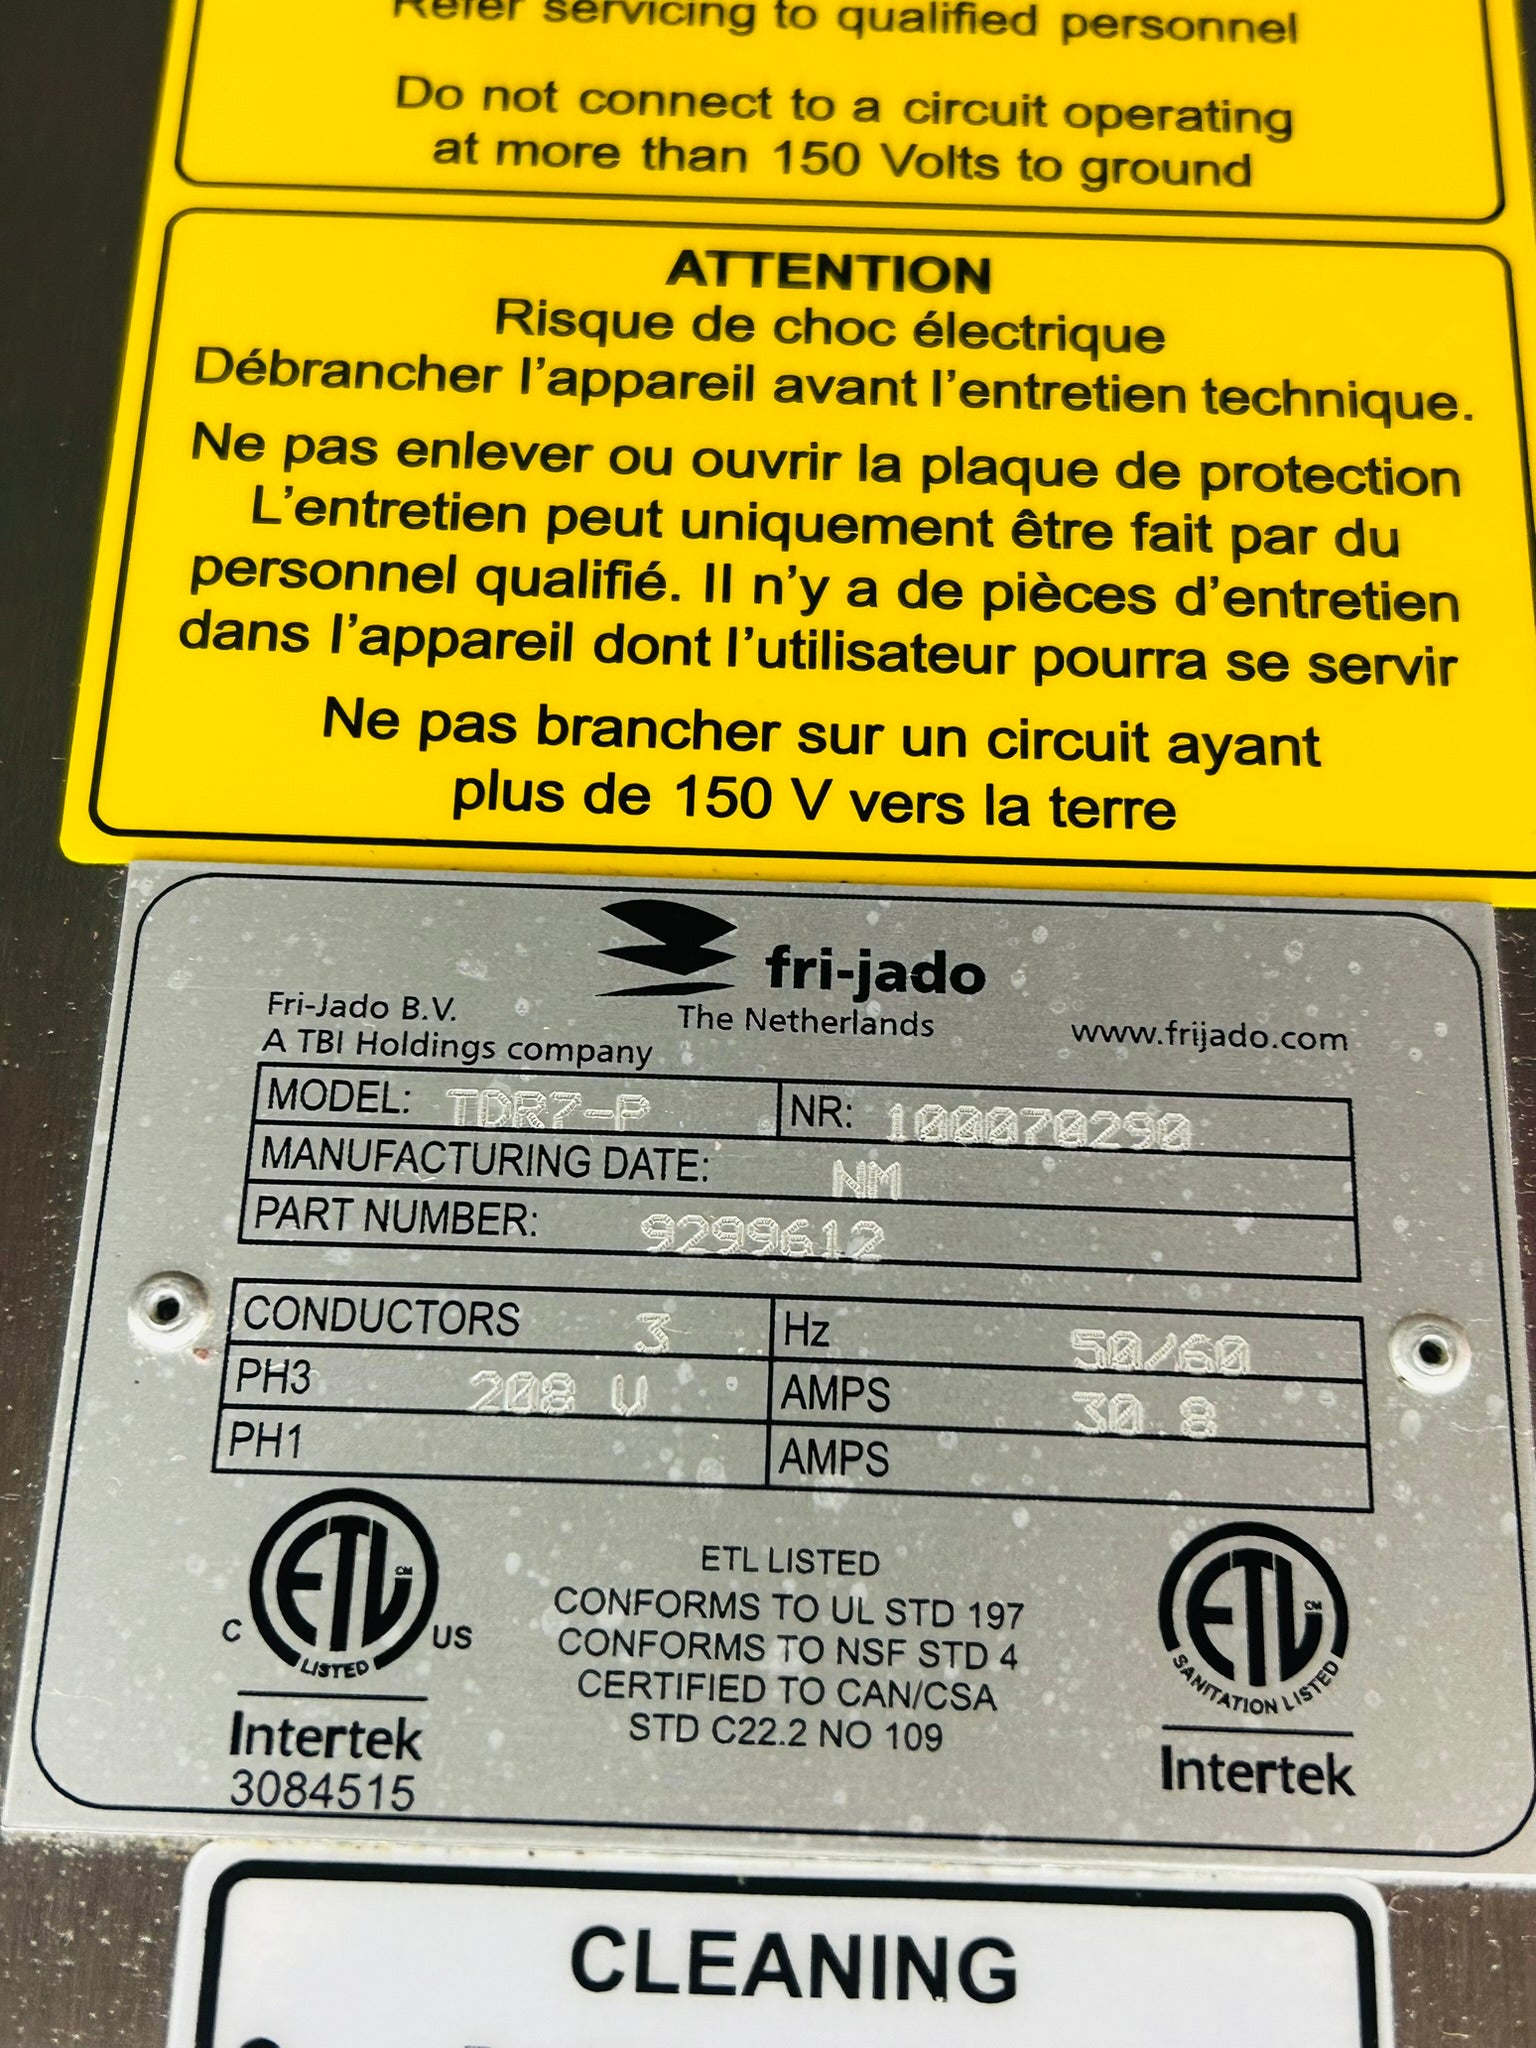 Refer servicing to qualified personnel
Do not connect to a circuit operating
at more than 150 Volts to ground
ATTENTION
Risque de choc électrique
Débrancher l'appareil avant l'entretien technique.
Ne pas enlever ou ouvrir la plaque de protection
L'entretien peut uniquement être fait par du
personnel qualifié. Il n'y a de pièces d'entretien
dans l'appareil dont l'utilisateur pourra se servir
Ne pas brancher sur un circuit ayant
plus de 150 V vers la terre
fri-jado
Fri-Jado B.V.
The Netherlands
www.frijado.com
A TBI Holdings company
MODEL: TDR7-P NR: 100070290
MANUFACTURING DATE: NM
PART NUMBER: 9299612
CONDUCTORS 3 Hz 50/60
PH3 208 V AMPS 30.8
PH1 AMPS
ETL CM
C US
LISTED
Intertek
3084515
ETL LISTED
CONFORMS TO UL STD 197
CONFORMS TO NSF STD 4
CERTIFIED TO CAN/CSA
STD C22.2 NO 109
ETL CM
SANITATION LISTED
Intertek
CLEANING